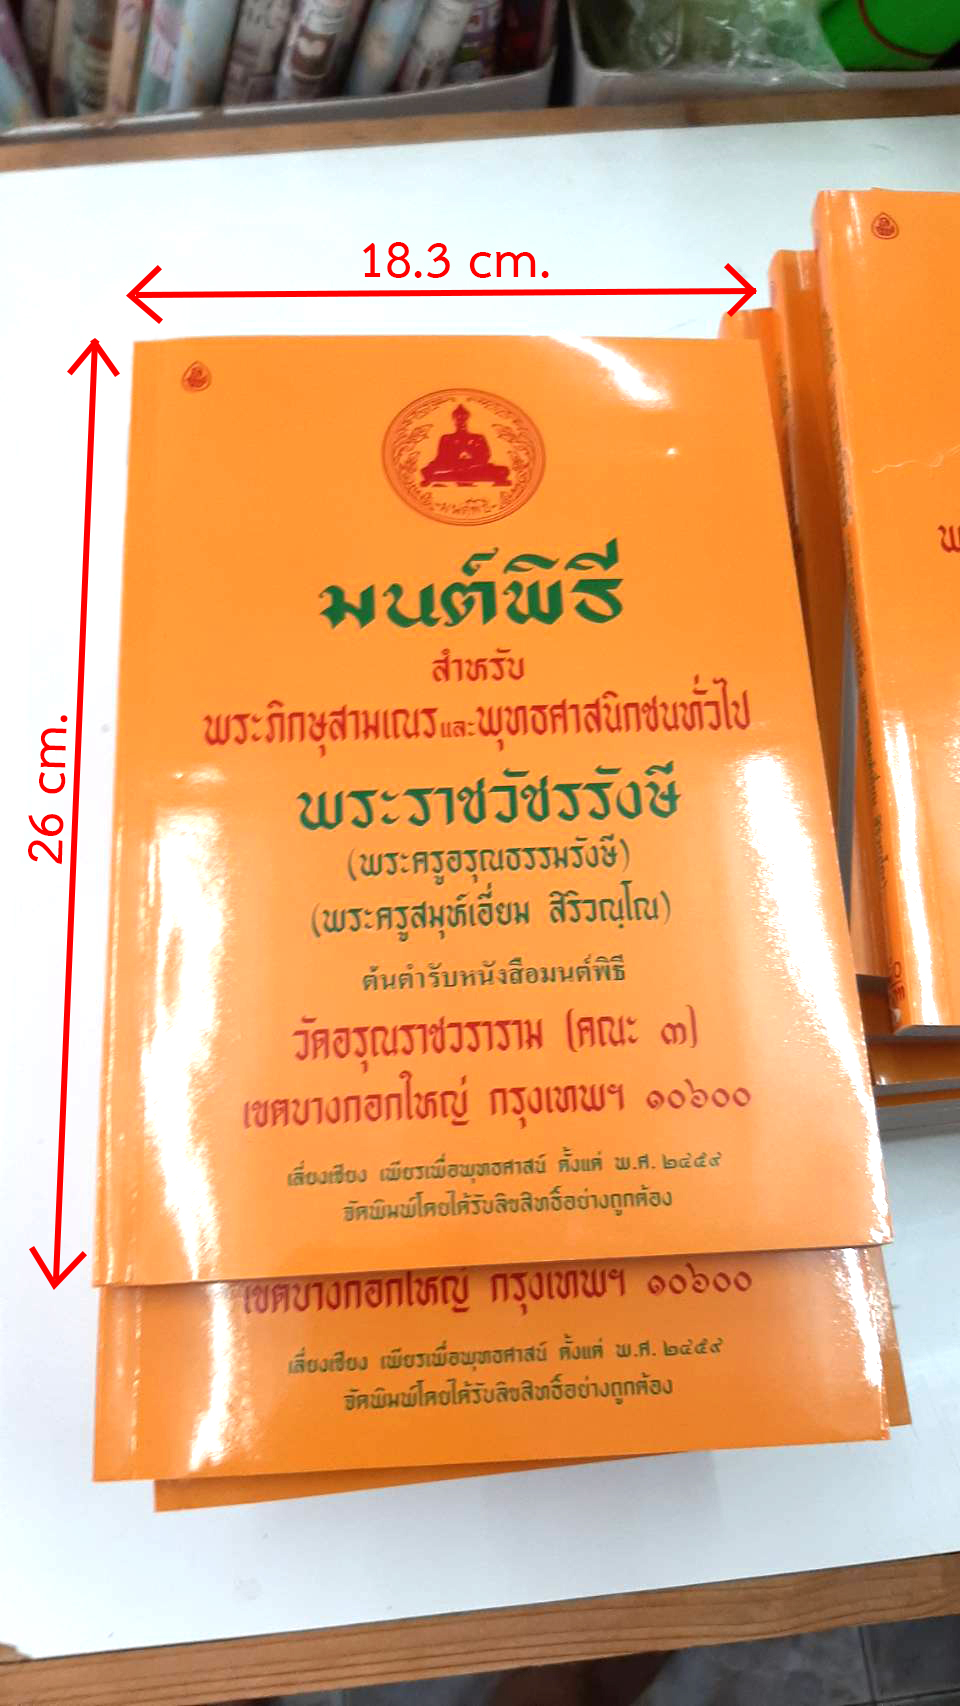 18.3 cm.
26 cm.
มนต์พิธี
มนต์พิธี
สำหรับ
พระภิกษุสามเณรและพุทธศาสนิกชนทั่วไป
พระราชวัชรรังษี
(พระครูอรุณธรรมรังษี)
(พระครูสมุห์เอี่ยม สิริวณฺโณ)
ต้นตำรับหนังสือมนต์พิธี
วัดอรุณราชวราราม (คณะ ๓)
เขตบางกอกใหญ่ กรุงเทพฯ ๑๐๖๐๐
เลี่ยงเซียง เพียรเพื่อพุทธศาสน์ ตั้งแต่ พ.ศ. ๒๔๕๙
จัดพิมพ์โดยได้รับลิขสิทธิ์อย่างถูกต้อง
เขตบางกอกใหญ่ กรุงเทพฯ ๑๐๖๐๐
เลี่ยงเซียง เพียรเพื่อพุทธศาสน์ ตั้งแต่ พ.ศ. ๒๔๕๙
จัดพิมพ์โดยได้รับลิขสิทธิ์อย่างถูกต้อง